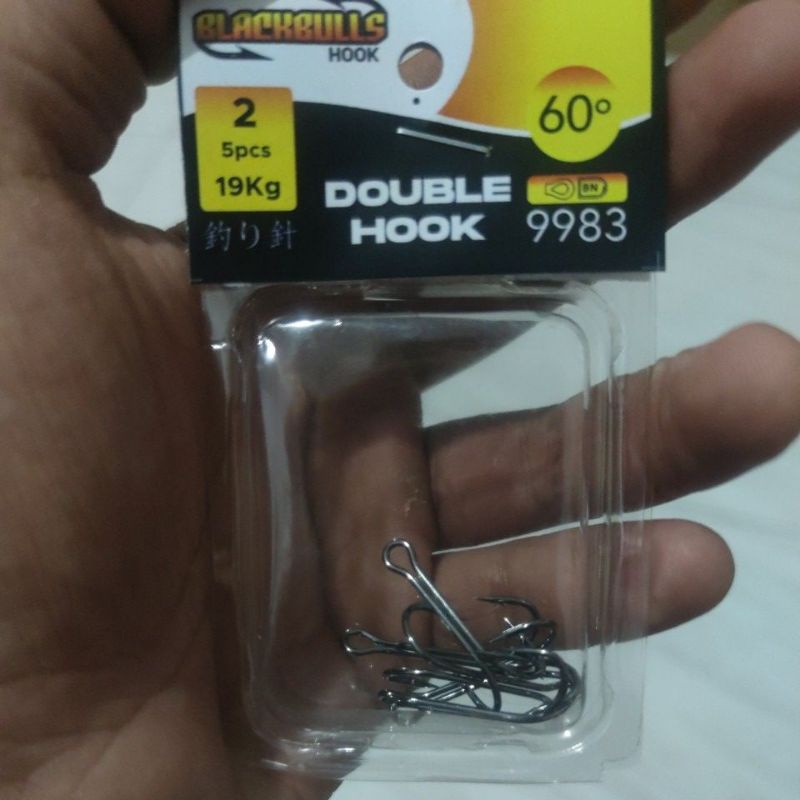 BLACKBULLS
HOOK
2
5pcs
19Kg
釣り針
60°
DOUBLE
HOOK
BN
9983